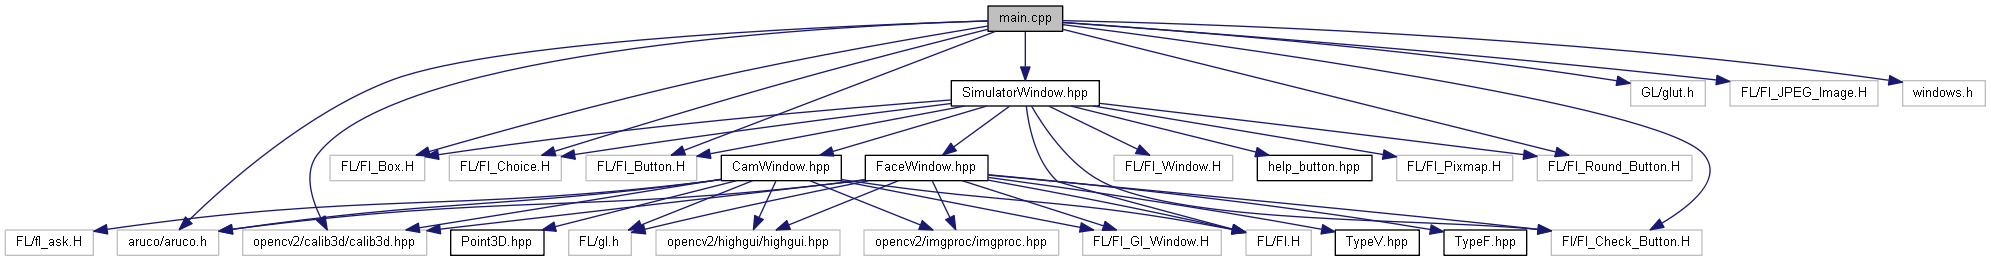 main.cpp
SimulatorWindow.hpp
GL/glut.h
FL/Fl_JPEG_Image.H
windows.h
FL/Fl_Box.H
FL/Fl_Choice.H
FL/Fl_Button.H
CamWindow.hpp
FaceWindow.hpp
FL/Fl_Window.H
help_button.hpp
FL/Fl_Pixmap.H
FL/Fl_Round_Button.H
FL/fl_ask.H
aruco/aruco.h
opencv2/calib3d/calib3d.hpp
Point3D.hpp
FL/gl.h
opencv2/highgui/highgui.hpp
opencv2/imgproc/imgproc.hpp
FL/Fl_Gl_Window.H
FL/Fl.H
TypeV.hpp
TypeF.hpp
Fl/Fl_Check_Button.H